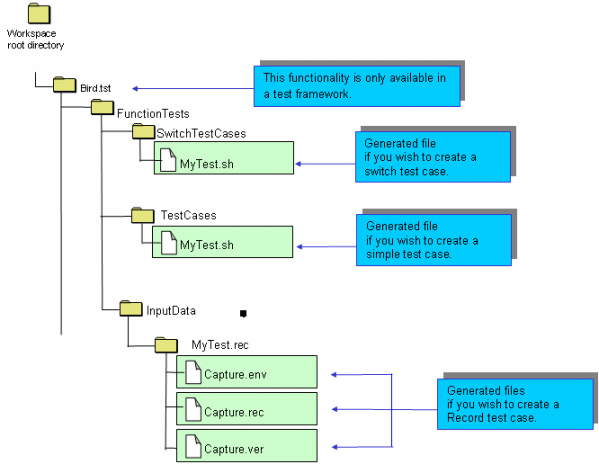 Workspace
root directory
Bird.tst
This functionality is only available in
a test framework.
FunctionTests
SwitchTestCases
MyTest.sh
Generated file
if you wish to create a
switch test case.
TestCases
MyTest.sh
Generated file
if you wish to create a
simple test case.
InputData
MyTest.rec
Capture.env
Capture.rec
Capture.ver
Generated files
if you wish to create a
Record test case.